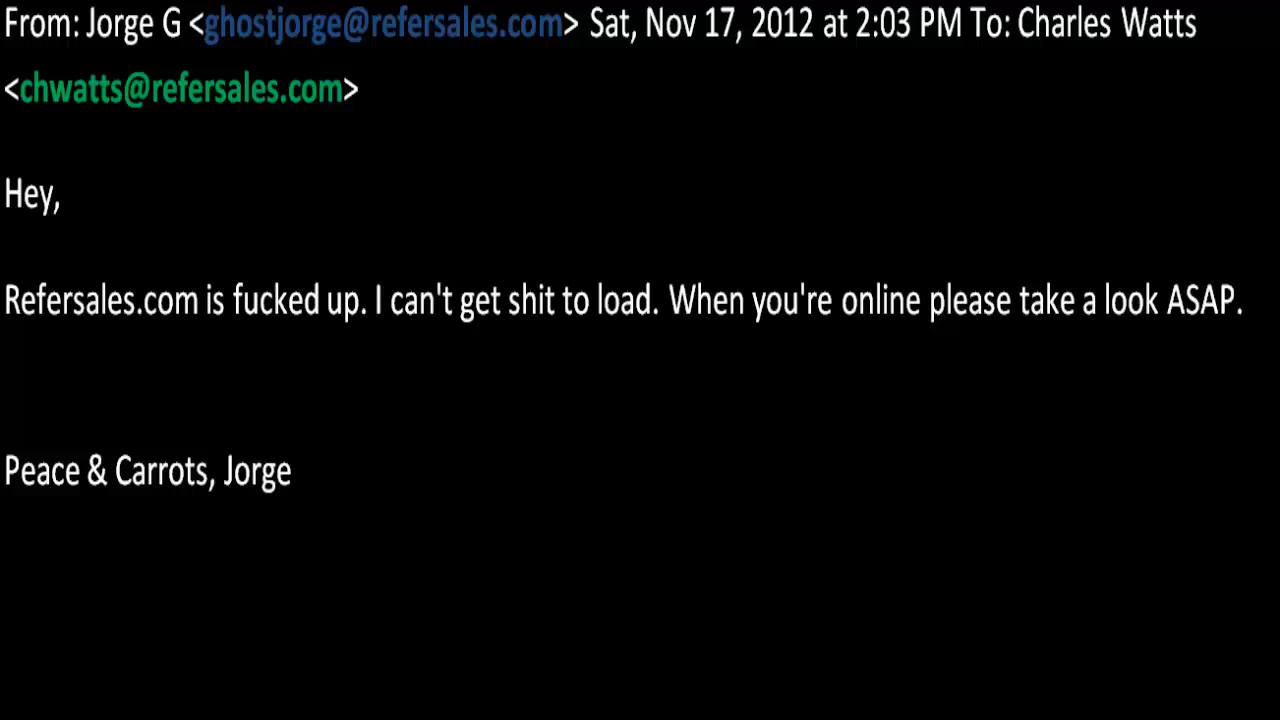 From: Jorge G <ghostjorge@refersales.com> Sat, Nov 17, 2012 at 2:03 PM To: Charles Watts
<chwatts@refersales.com>
Hey,
Refersales.com is fucked up. I can't get shit to load. When you're online please take a look ASAP.
Peace & Carrots, Jorge